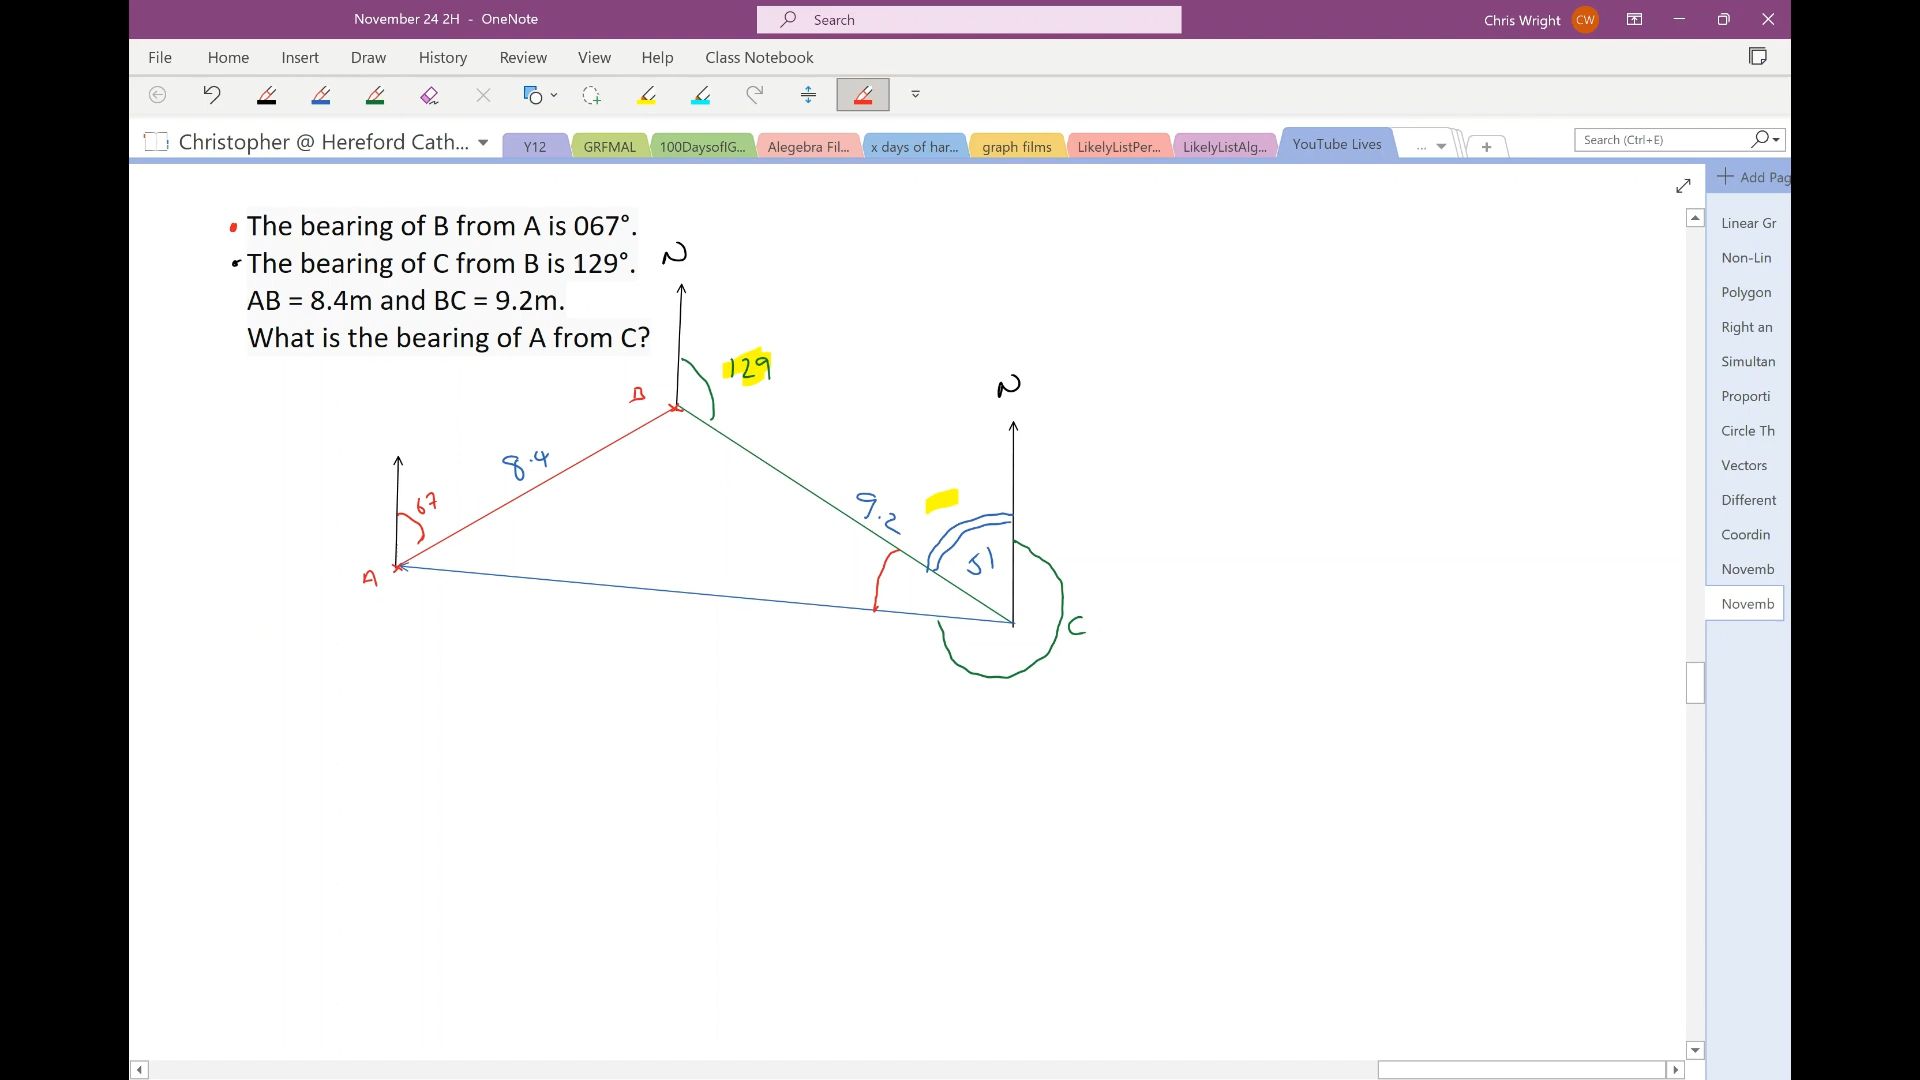 November 24 2H - OneNote
Search
Chris Wright
CW
File Home Insert Draw History Review View Help Class Notebook
Christopher @ Hereford Cath...
Y12 GRFMAL 100DaysofIG... Alegebra Fil... x days of har... graph films LikelyListPer... LikelyListAlg... YouTube Lives ...
Search (Ctrl+E)
Add Pag
Linear Gr
Non-Lin
Polygon
Right an
Simultan
Proporti
Circle Th
Vectors
Different
Coordin
Novemb
Novemb
The bearing of B from A is 067°.
The bearing of C from B is 129°.
AB = 8.4m and BC = 9.2m.
What is the bearing of A from C?
N
129
B
N
8.4
67
9.2
51
A
C